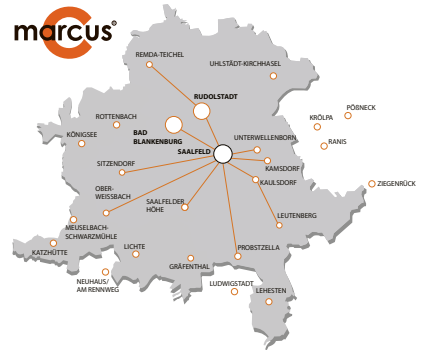 marcus®
REMDA-TEICHEL
UHLSTÄDT-KIRCHHASEL
RUDOLSTADT
PÖßNECK
KRÖLPA
ROTTENBACH
KÖNIGSEE
BAD
BLANKENBURG
UNTERWELLENBORN
RANIS
SAALFELD
SITZENDORF
KAMSDORF
KAULSDORF
ZIEGENRÜCK
OBER-
WEISSBACH
SAALFELDER
HÖHE
LEUTENBERG
MEUSELBACH-
SCHWARZMÜHLE
KATZHÜTTE
LICHTE
PROBSTZELLA
GRÄFENTHAL
NEUHAUS/
AM RENNWEG
LUDWIGSTADT
LEHESTEN